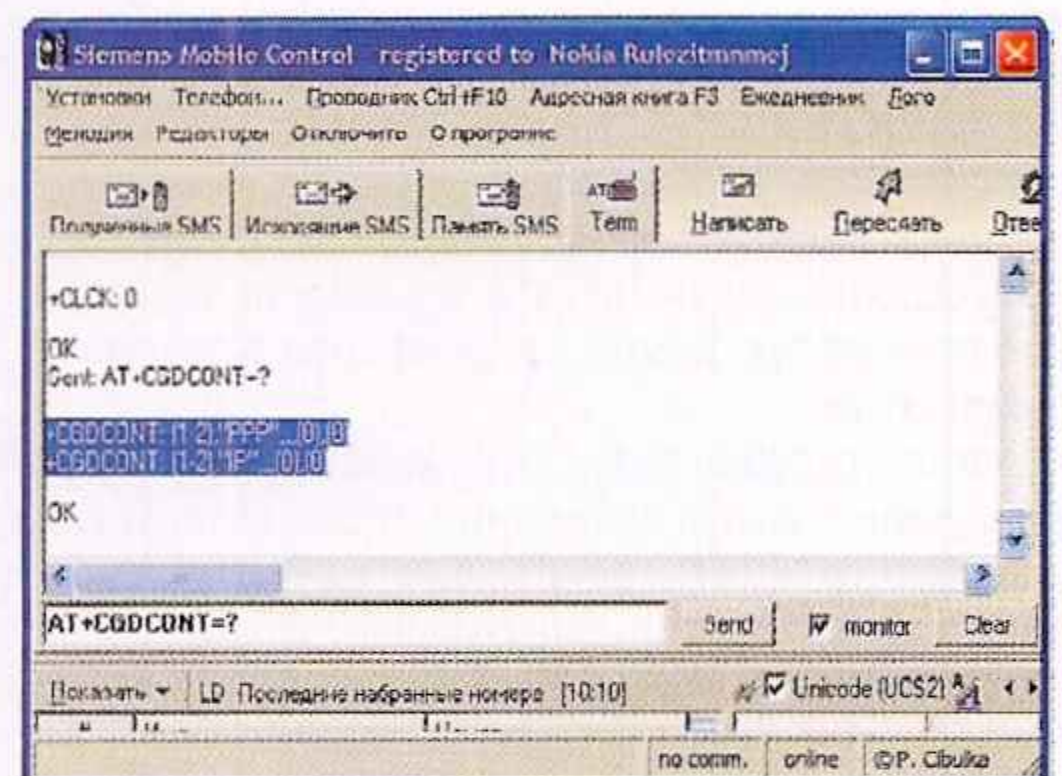 Siemens Mobile Control registered to Nokia Rulezitmnmej
Установки Телефон... Проводник Ctrl+F10 Адресная книга F3 Ежедневник Лого
Мелодии Редакторы Отключить О програме
Полученные SMS Исходящие SMS Память SMS Term Написать Переслать Отве
AT
+CLCK: 0
OK
Sent: AT+CGDCONT=?
+CGDCONT: (1-2),"PPP",,,(0),0
+CGDCONT: (1-2),"IP",,,(0),0
OK
AT+CGDCONT=? Send monitor Clear
Показать LD Последние набранные номера [10:10] Unicode (UCS2)
no comm. online ©P. Cibulka